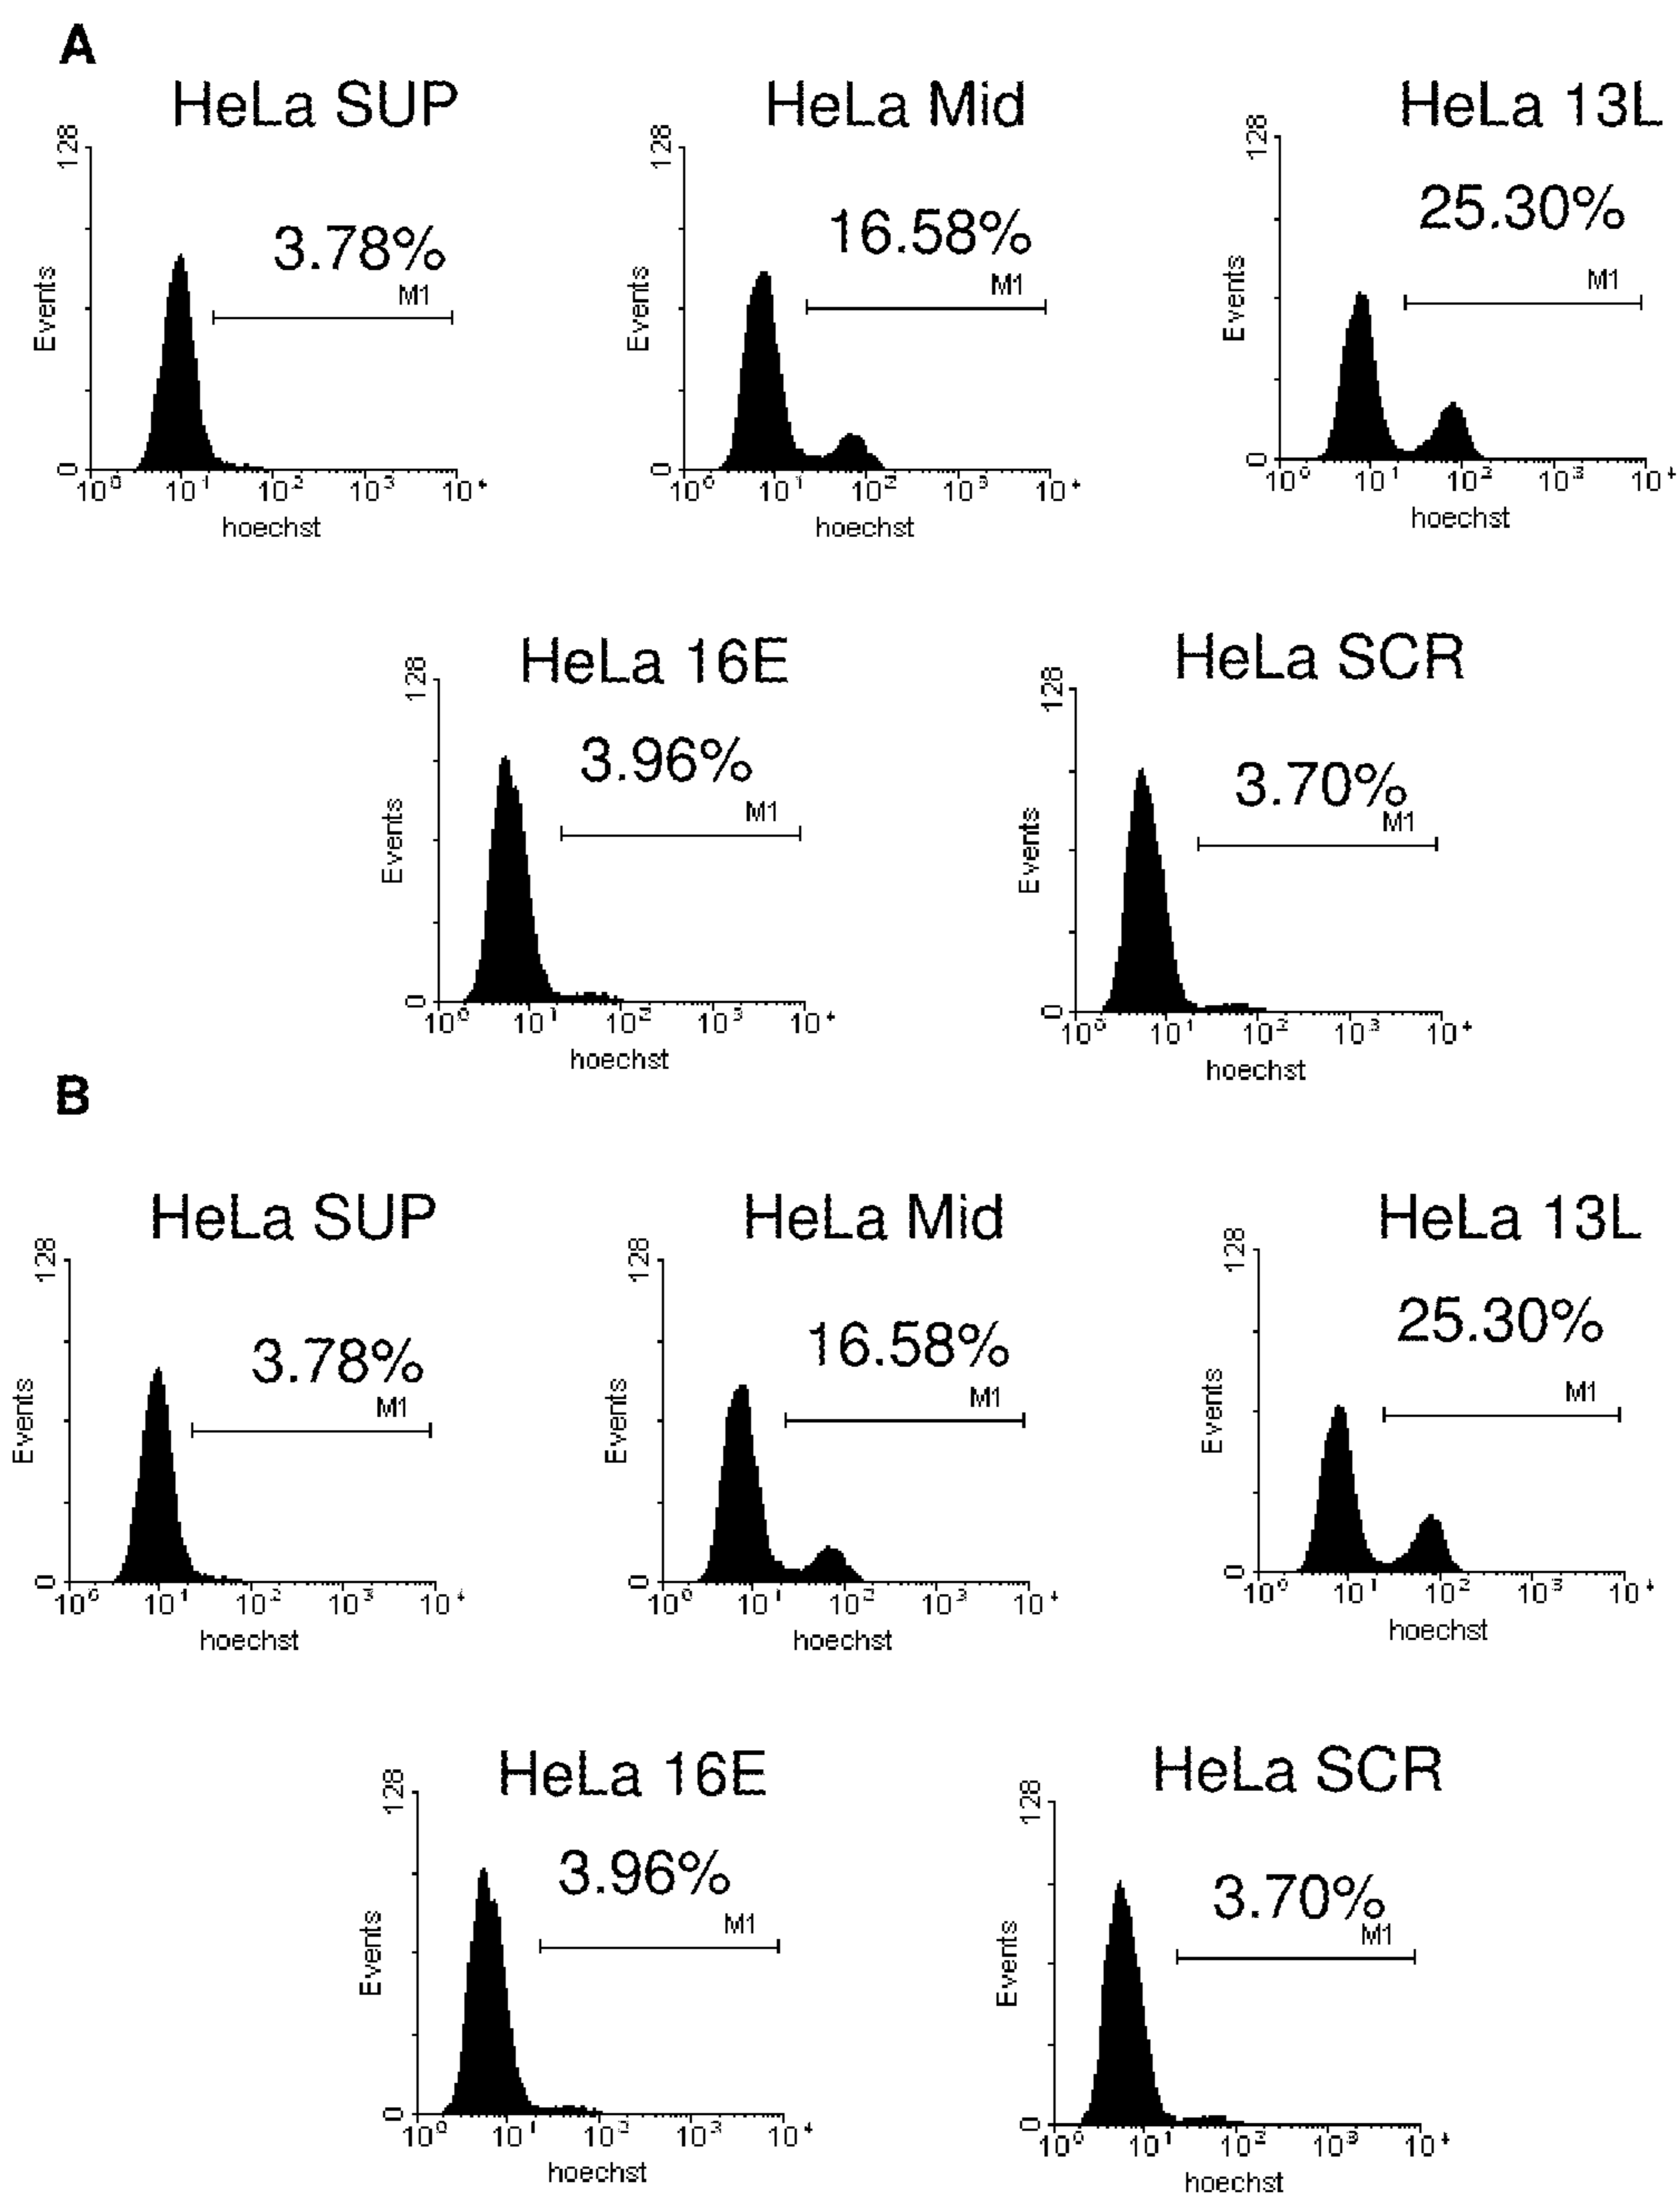 A
HeLa SUP
HeLa Mid
HeLa 13L
128
128
128
3.78%
16.58%
25.30%
M1
M1
M1
Events
Events
Events
0
0
0
10⁰ 10¹ 10² 10³ 10⁴
10⁰ 10¹ 10² 10³ 10⁴
10⁰ 10¹ 10² 10³ 10⁴
hoechst
hoechst
hoechst
HeLa 16E
HeLa SCR
128
128
3.96%
3.70%
M1
M1
Events
Events
0
0
10⁰ 10¹ 10² 10³ 10⁴
10⁰ 10¹ 10² 10³ 10⁴
hoechst
hoechst
B
HeLa SUP
HeLa Mid
HeLa 13L
128
128
128
3.78%
16.58%
25.30%
M1
M1
M1
Events
Events
Events
0
0
0
10⁰ 10¹ 10² 10³ 10⁴
10⁰ 10¹ 10² 10³ 10⁴
10⁰ 10¹ 10² 10³ 10⁴
hoechst
hoechst
hoechst
HeLa 16E
HeLa SCR
128
128
3.96%
3.70%
M1
M1
Events
Events
0
0
10⁰ 10¹ 10² 10³ 10⁴
10⁰ 10¹ 10² 10³ 10⁴
hoechst
hoechst